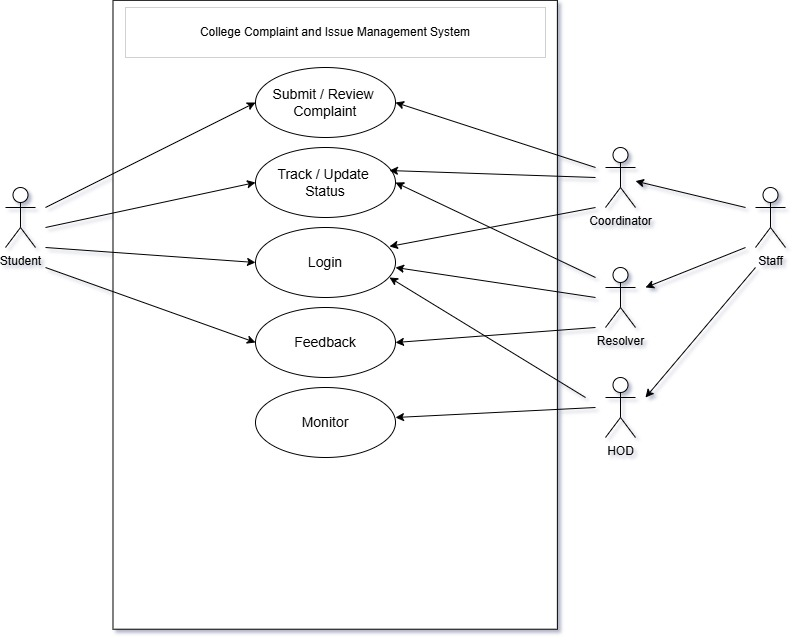 College Complaint and Issue Management System
Submit / Review
Complaint
Track / Update
Status
Login
Feedback
Monitor
Student
Coordinator
Resolver
HOD
Staff